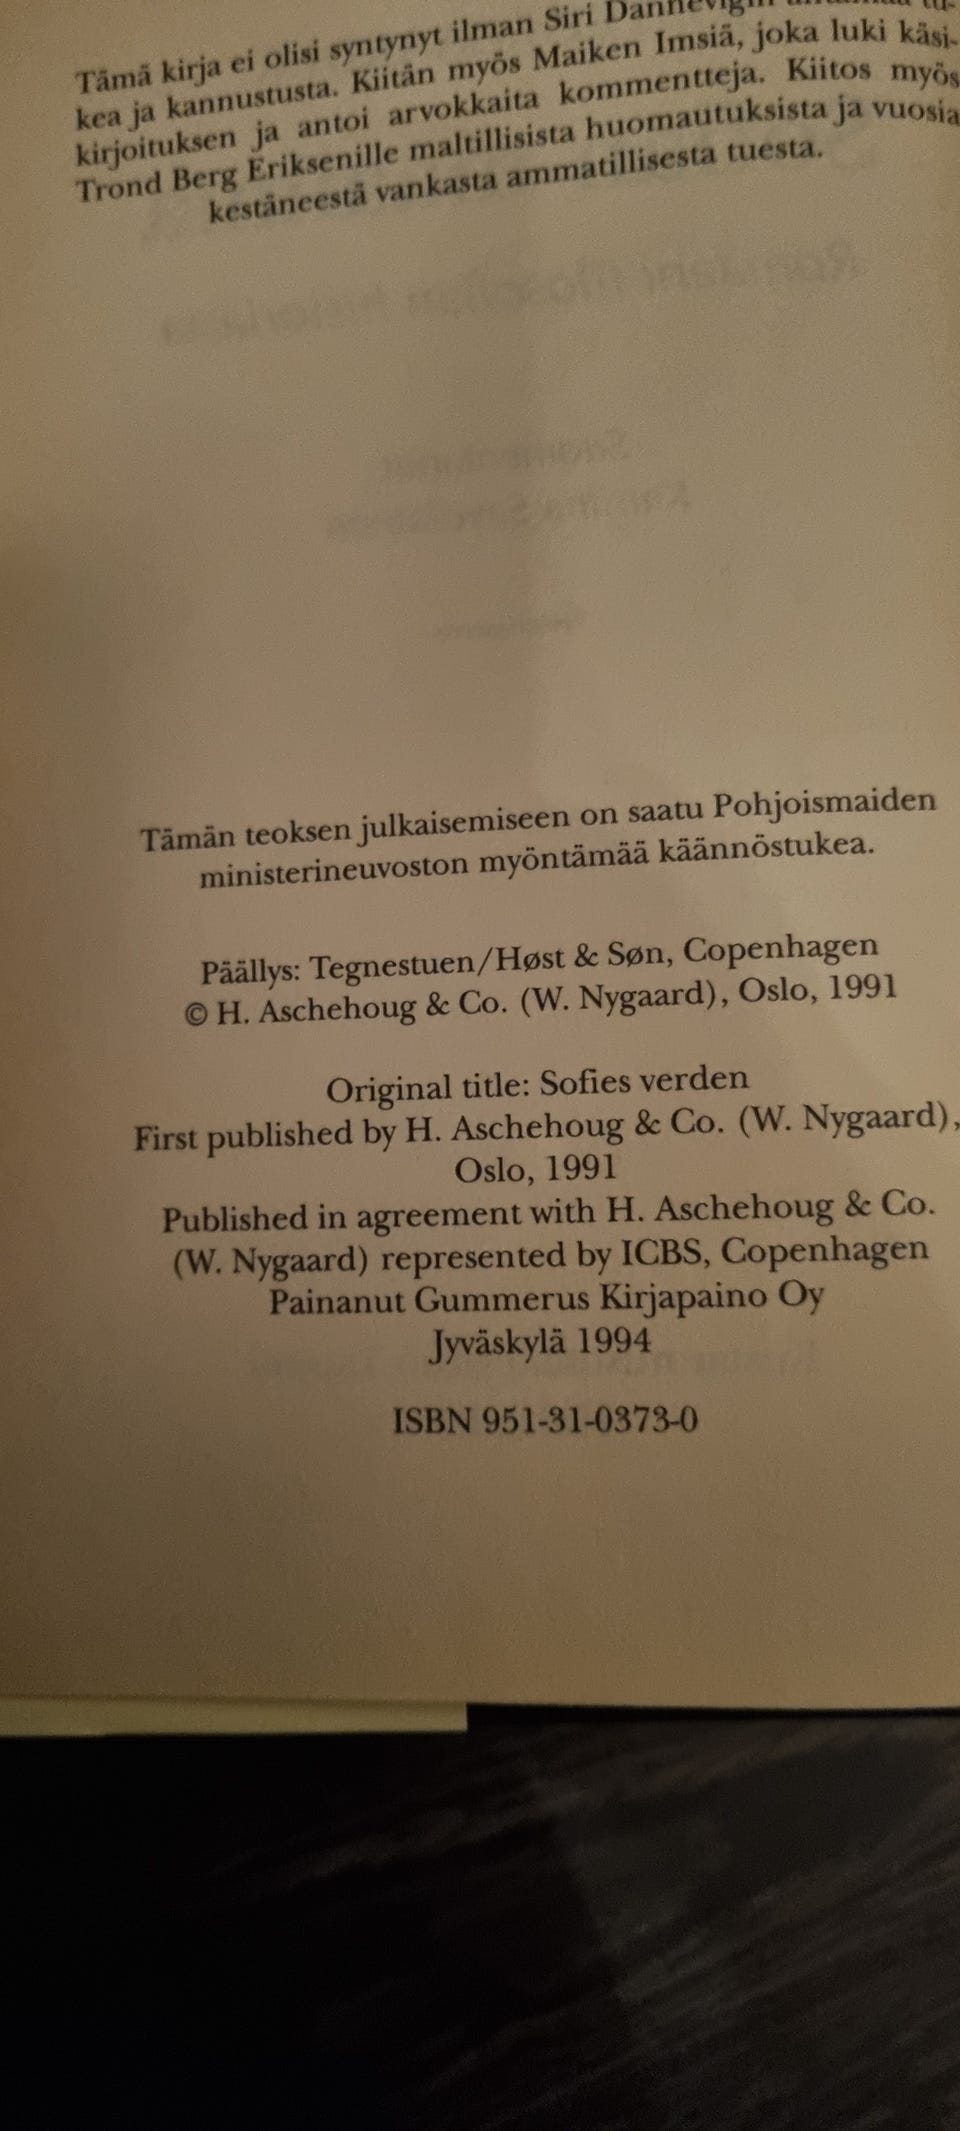 Tämä kirja ei olisi syntynyt ilman Siri Dannevigin
kea ja kannustusta. Kiitän myös Maiken Imsiä, joka luki käsi-
kirjoituksen ja antoi arvokkaita kommentteja. Kiitos myös
Trond Berg Eriksenille maltillisista huomautuksista ja vuosia
kestäneestä vankasta ammatillisesta tuesta.
Tämän teoksen julkaisemiseen on saatu Pohjoismaiden
ministerineuvoston myöntämää käännöstukea.
Päällys: Tegnestuen/Høst & Søn, Copenhagen
© H. Aschehoug & Co. (W. Nygaard), Oslo, 1991
Original title: Sofies verden
First published by H. Aschehoug & Co. (W. Nygaard),
Oslo, 1991
Published in agreement with H. Aschehoug & Co.
(W. Nygaard) represented by ICBS, Copenhagen
Painanut Gummerus Kirjapaino Oy
Jyväskylä 1994
ISBN 951-31-0373-0